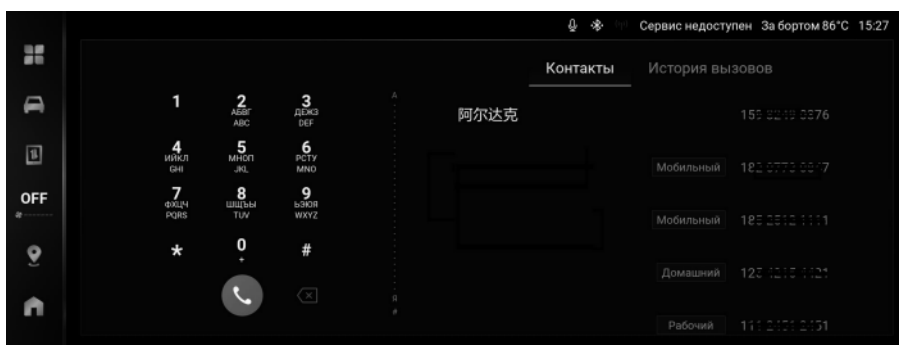 Сервис недоступен За бортом 86°C 15:27
Контакты История вызовов
OFF
1
2
АБВГ
ABC
3
ДЕЖЗ
DEF
4
ИЙКЛ
GHI
5
МНОП
JKL
6
РСТУ
MNO
7
ФХЦЧ
PQRS
8
ШЩЪЫ
TUV
9
ЬЭЮЯ
WXYZ
*
0
+
#
А
Я
#
阿尔达克
Мобильный
Мобильный
Домашний
Рабочий